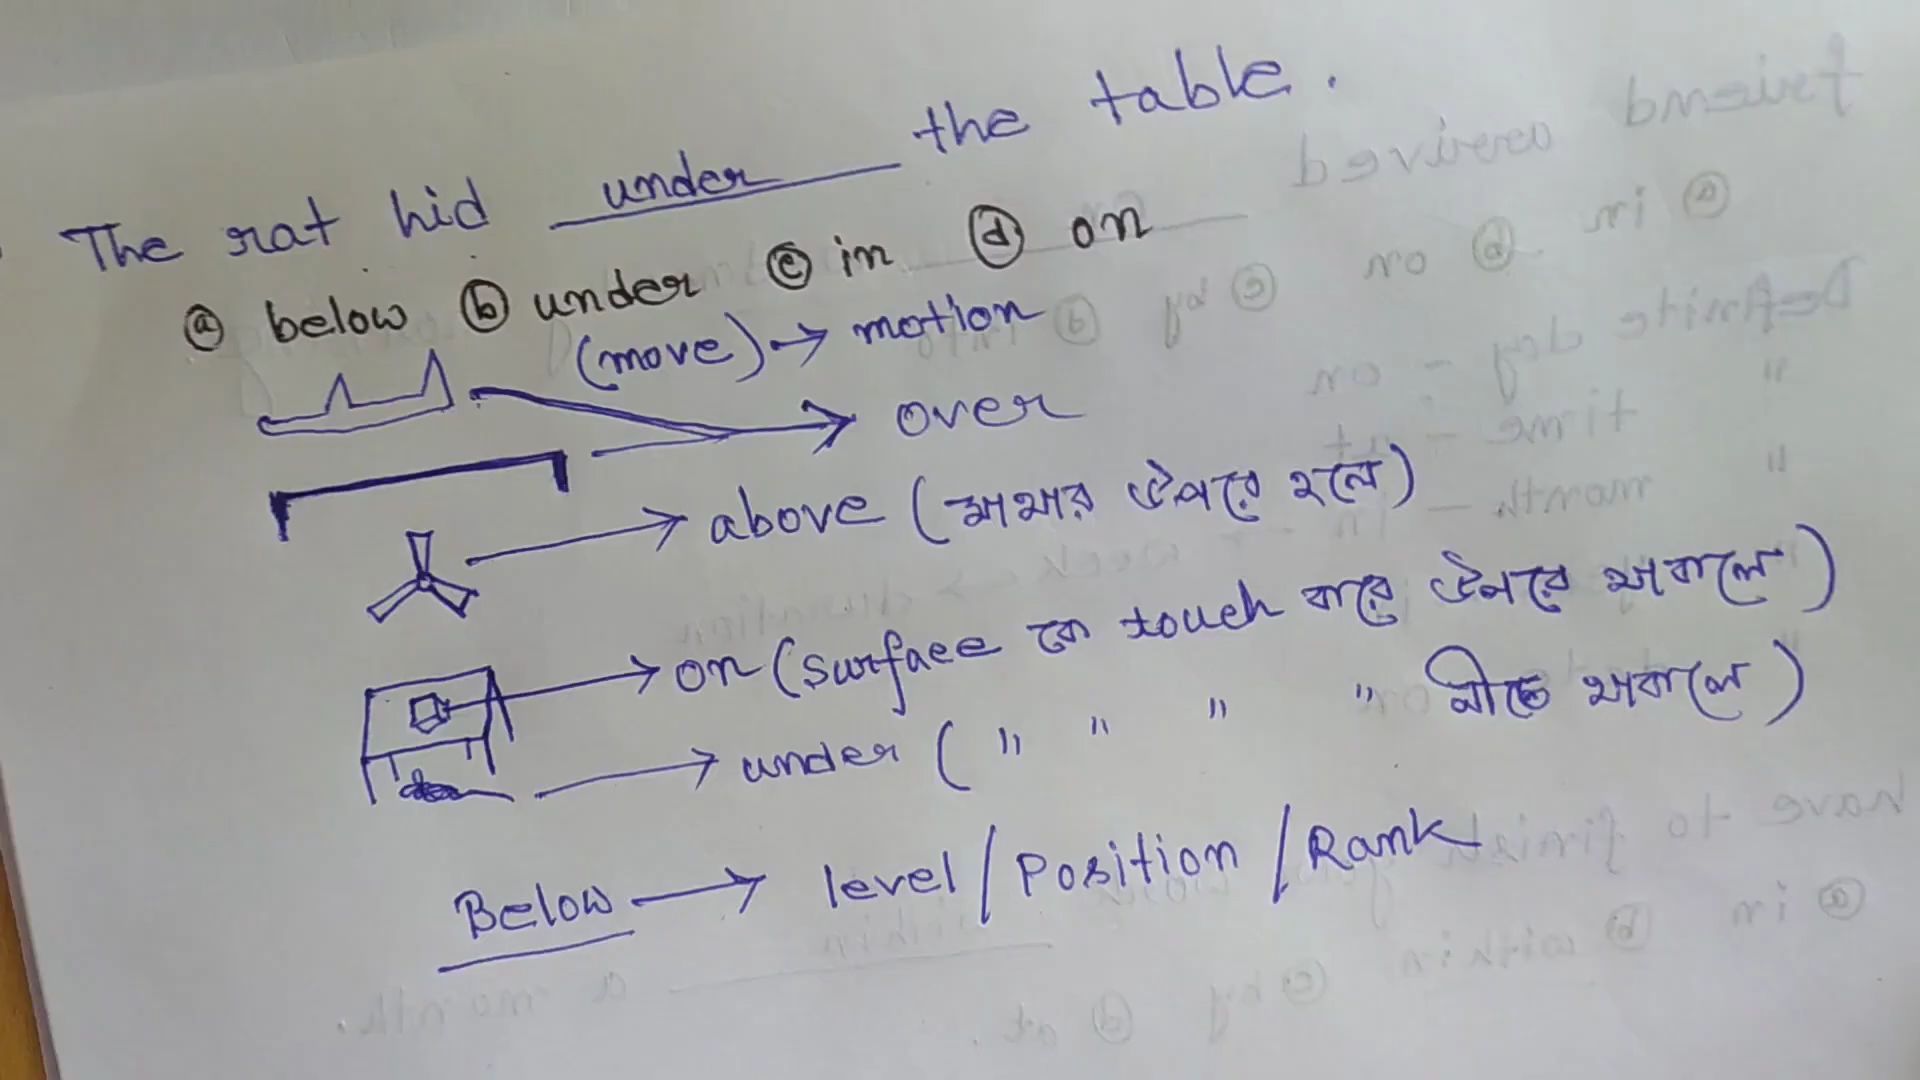 The rat hid under the table.
ⓐ below ⓑ under ⓒ in ⓓ on
(move) → motion
→ over
→ above (মাথার উপরে হলে)
→ on (surface কে touch করে উপরে থাকলে)
→ under ( " " " " নীচে থাকলে)
Below → level / Position / Rank